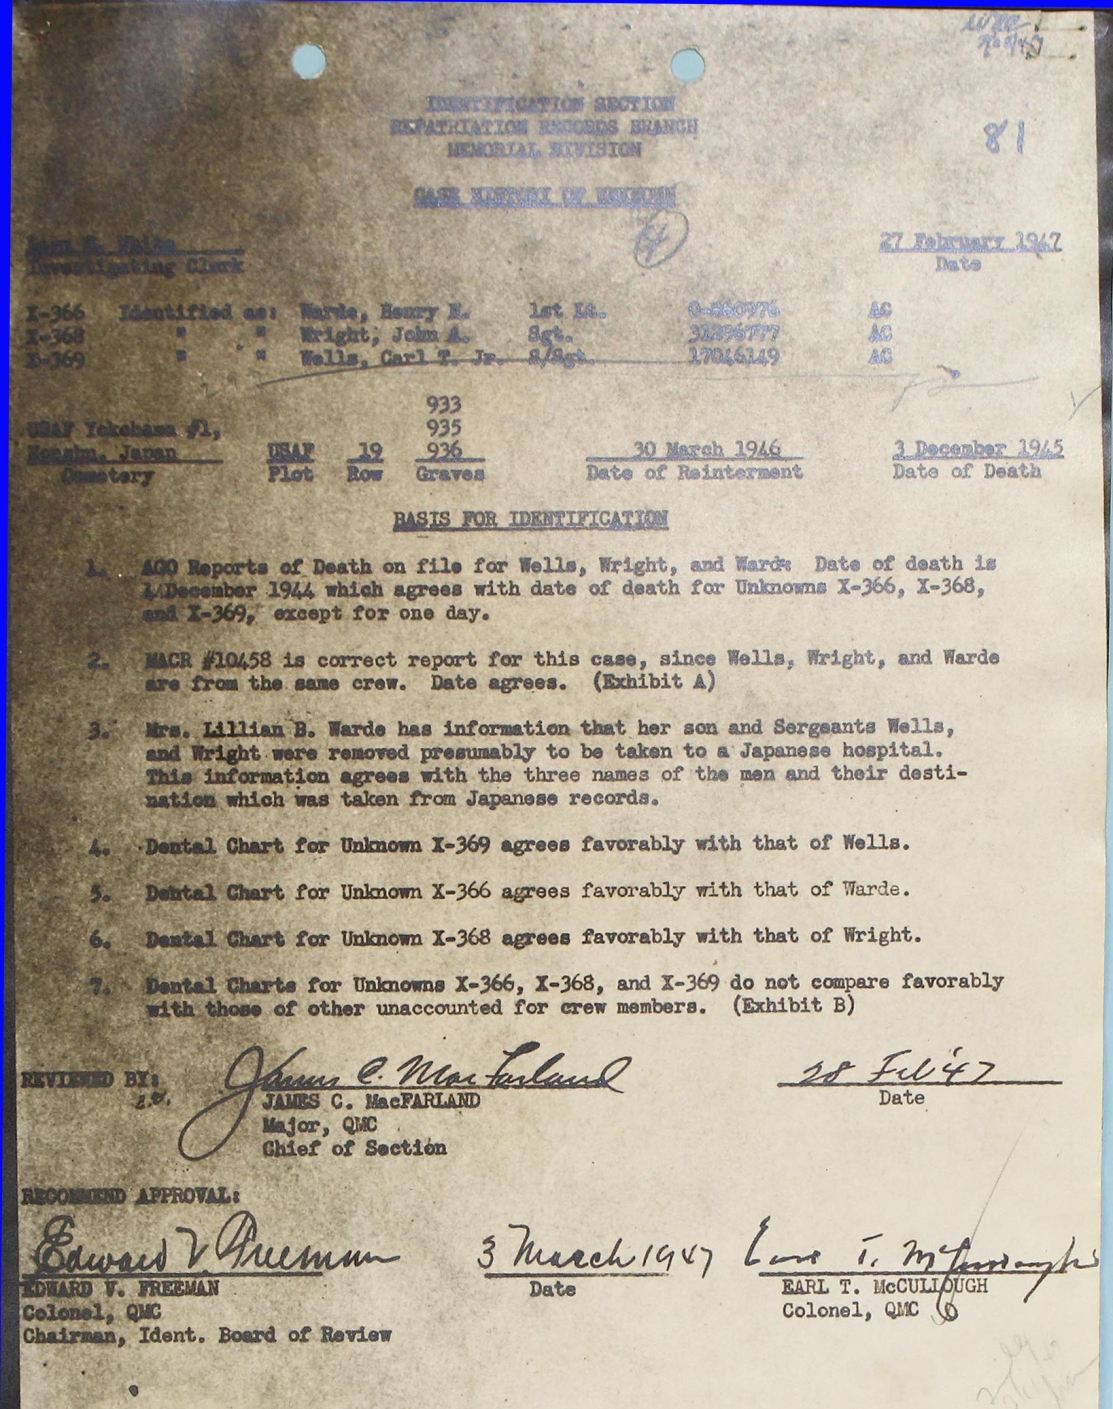 81
IDENTIFICATION SECTION
REPATRIATION RECORDS BRANCH
MEMORIAL DIVISION
CASE HISTORY OF UNKNOWN
27 February 1947
Investigating Clerk
Date
X-366 Identified as: Warde, Henry N. 1st Lt. AC
X-368 " " Wright, John A. Sgt. 31296777 AC
X-369 " " Wells, Carl T. Jr. S/Sgt. 17046149 AC
933
USAF Yokohama #1, 935
Honshu, Japan USAF 19 936 30 March 1946 3 December 1945
Cemetery Plot Row Graves Date of Reinterment Date of Death
BASIS FOR IDENTIFICATION
1. AGO Reports of Death on file for Wells, Wright, and Warde: Date of death is
December 1944 which agrees with date of death for Unknowns X-366, X-368,
and X-369, except for one day.
2. MACR #10458 is correct report for this case, since Wells, Wright, and Warde
are from the same crew. Date agrees. (Exhibit A)
3. Mrs. Lillian B. Warde has information that her son and Sergeants Wells,
and Wright were removed presumably to be taken to a Japanese hospital.
This information agrees with the three names of the men and their desti-
nation which was taken from Japanese records.
4. Dental Chart for Unknown X-369 agrees favorably with that of Wells.
5. Dental Chart for Unknown X-366 agrees favorably with that of Warde.
6. Dental Chart for Unknown X-368 agrees favorably with that of Wright.
7. Dental Charts for Unknowns X-366, X-368, and X-369 do not compare favorably
with those of other unaccounted for crew members. (Exhibit B)
REVIEWED BY: James C. MacFarland 28 Feb '47
JAMES C. MacFARLAND Date
Major, QMC
Chief of Section
RECOMMEND APPROVAL:
Edward V. Freeman 3 March 1947 Earl T. McCullough
EDWARD V. FREEMAN Date EARL T. McCULLOUGH
Colonel, QMC Colonel, QMC
Chairman, Ident. Board of Review